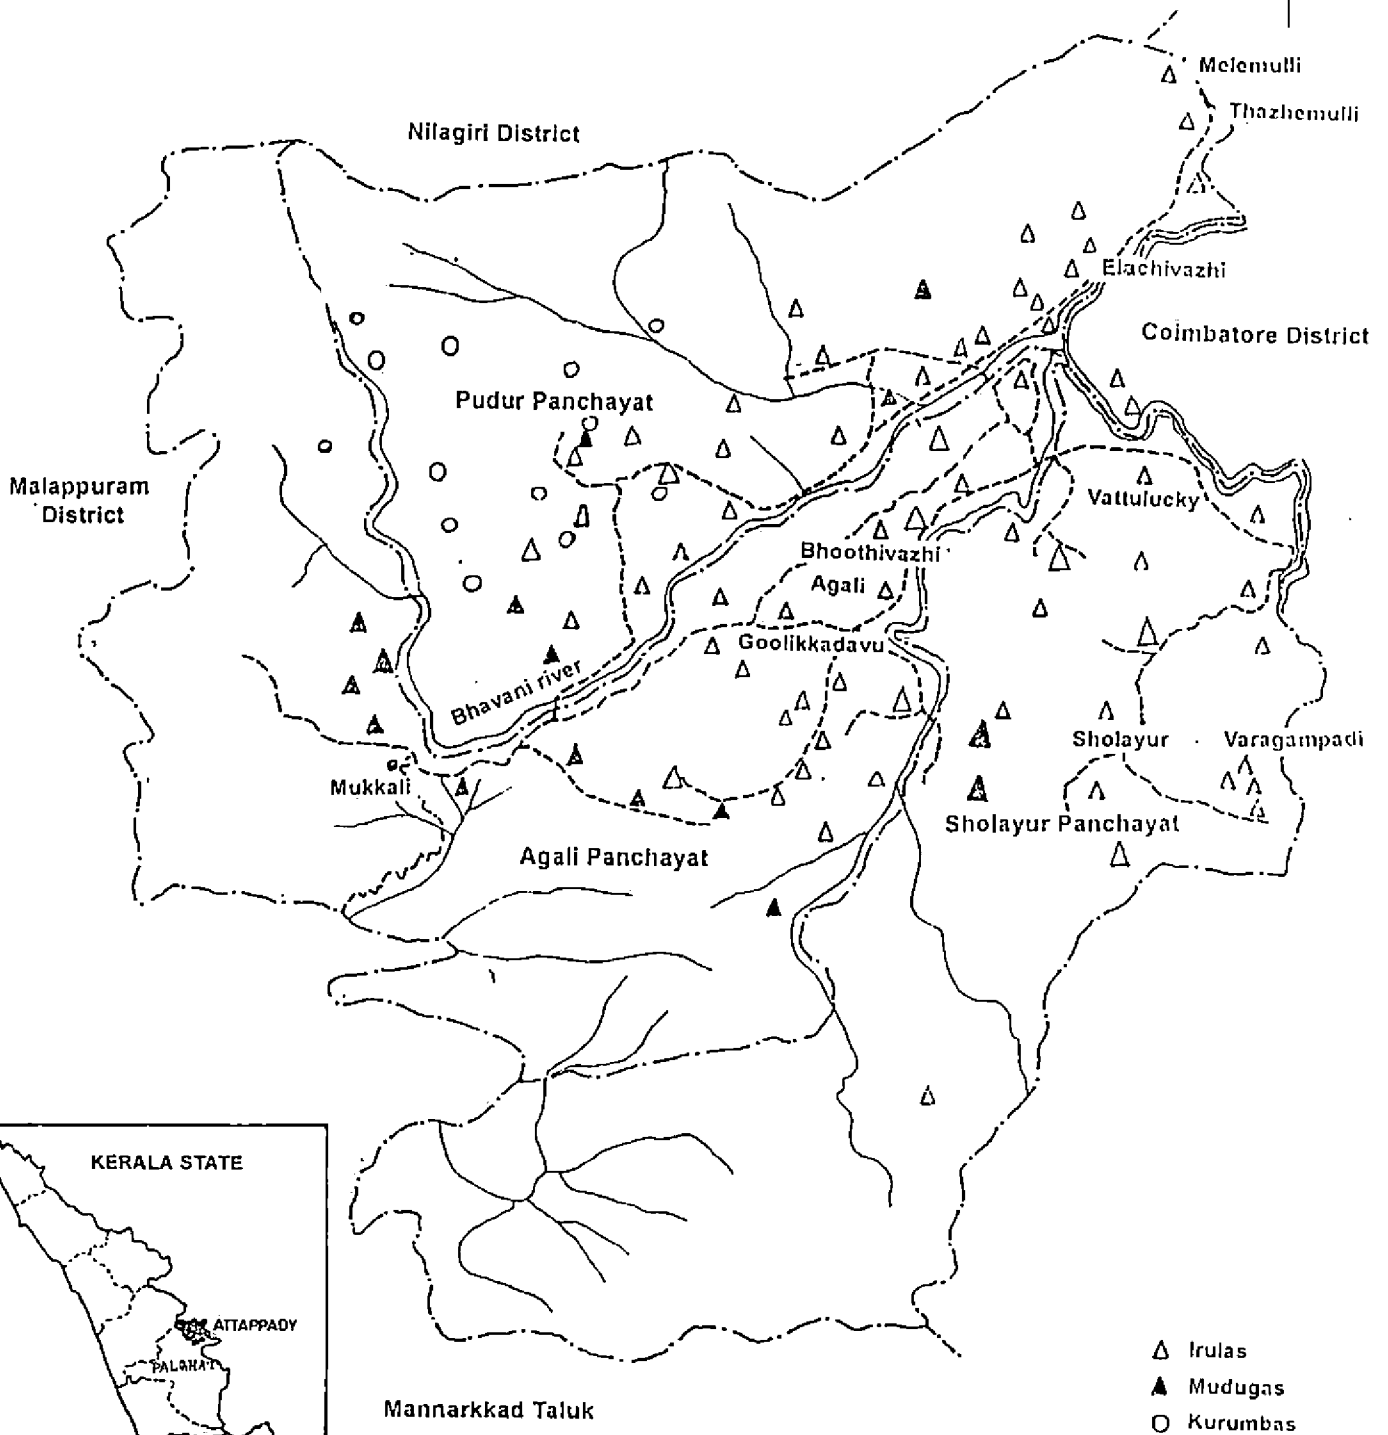 Melemulli
Thazhemulli
Nilagiri District
Elachivazhi
Coimbatore District
Pudur Panchayat
Malappuram
District
Vattulucky
Bhoothivazhi
Agali
Goolikkadavu
Bhavani river
Sholayur
Varagampadi
Mukkali
Sholayur Panchayat
Agali Panchayat
KERALA STATE
ATTAPPADY
PALGHAT
Mannarkkad Taluk
Irulas
Mudugas
Kurumbas